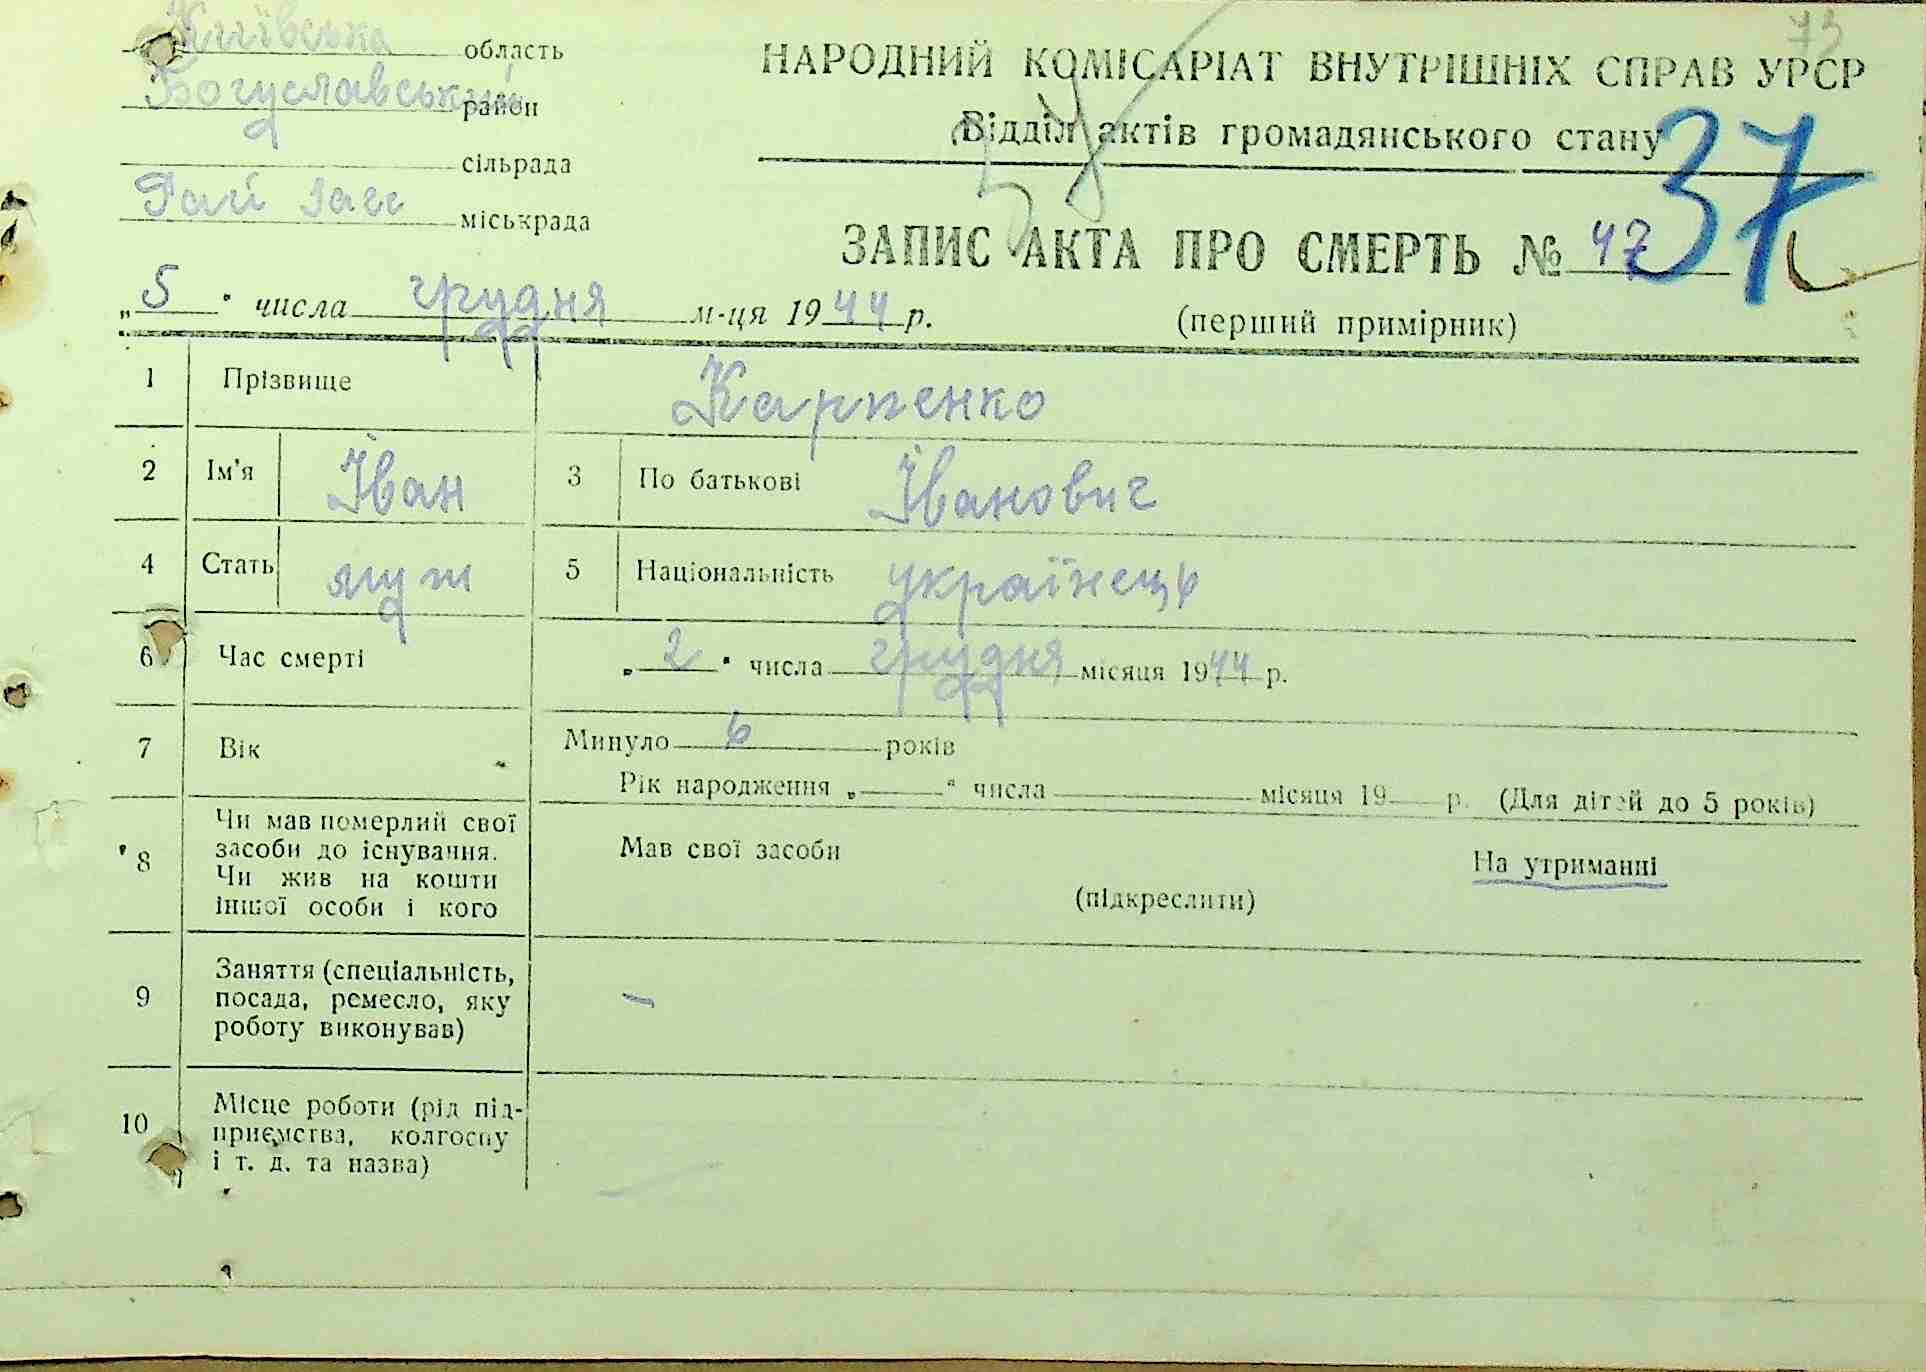 Київська область
73
Богуславський район
сільрада
Рай Загс міськрада
НАРОДНИЙ КОМІСАРІАТ ВНУТРІШНІХ СПРАВ УРСР
Відділ актів громадянського стану
37
ЗАПИС АКТА ПРО СМЕРТЬ № 47
(перший примірник)
„5" числа грудня м-ця 1944 р.
1 Прізвище Карпенко
2 Ім'я Іван 3 По батькові Іванович
4 Стать муж 5 Національність українець
6 Час смерті „2" числа грудня місяця 1944 р.
7 Вік Минуло 6 років
Рік народження „ " числа місяця 19 р. (Для дітей до 5 років)
8 Чи мав померлий свої
засоби до існування.
Чи жив на кошти
іншої особи і кого
Мав свої засоби На утриманні
(підкреслити)
9 Заняття (спеціальність,
посада, ремесло, яку
роботу виконував)
–
10 Місце роботи (рід під-
приємства, колгоспу
і т. д. та назва)